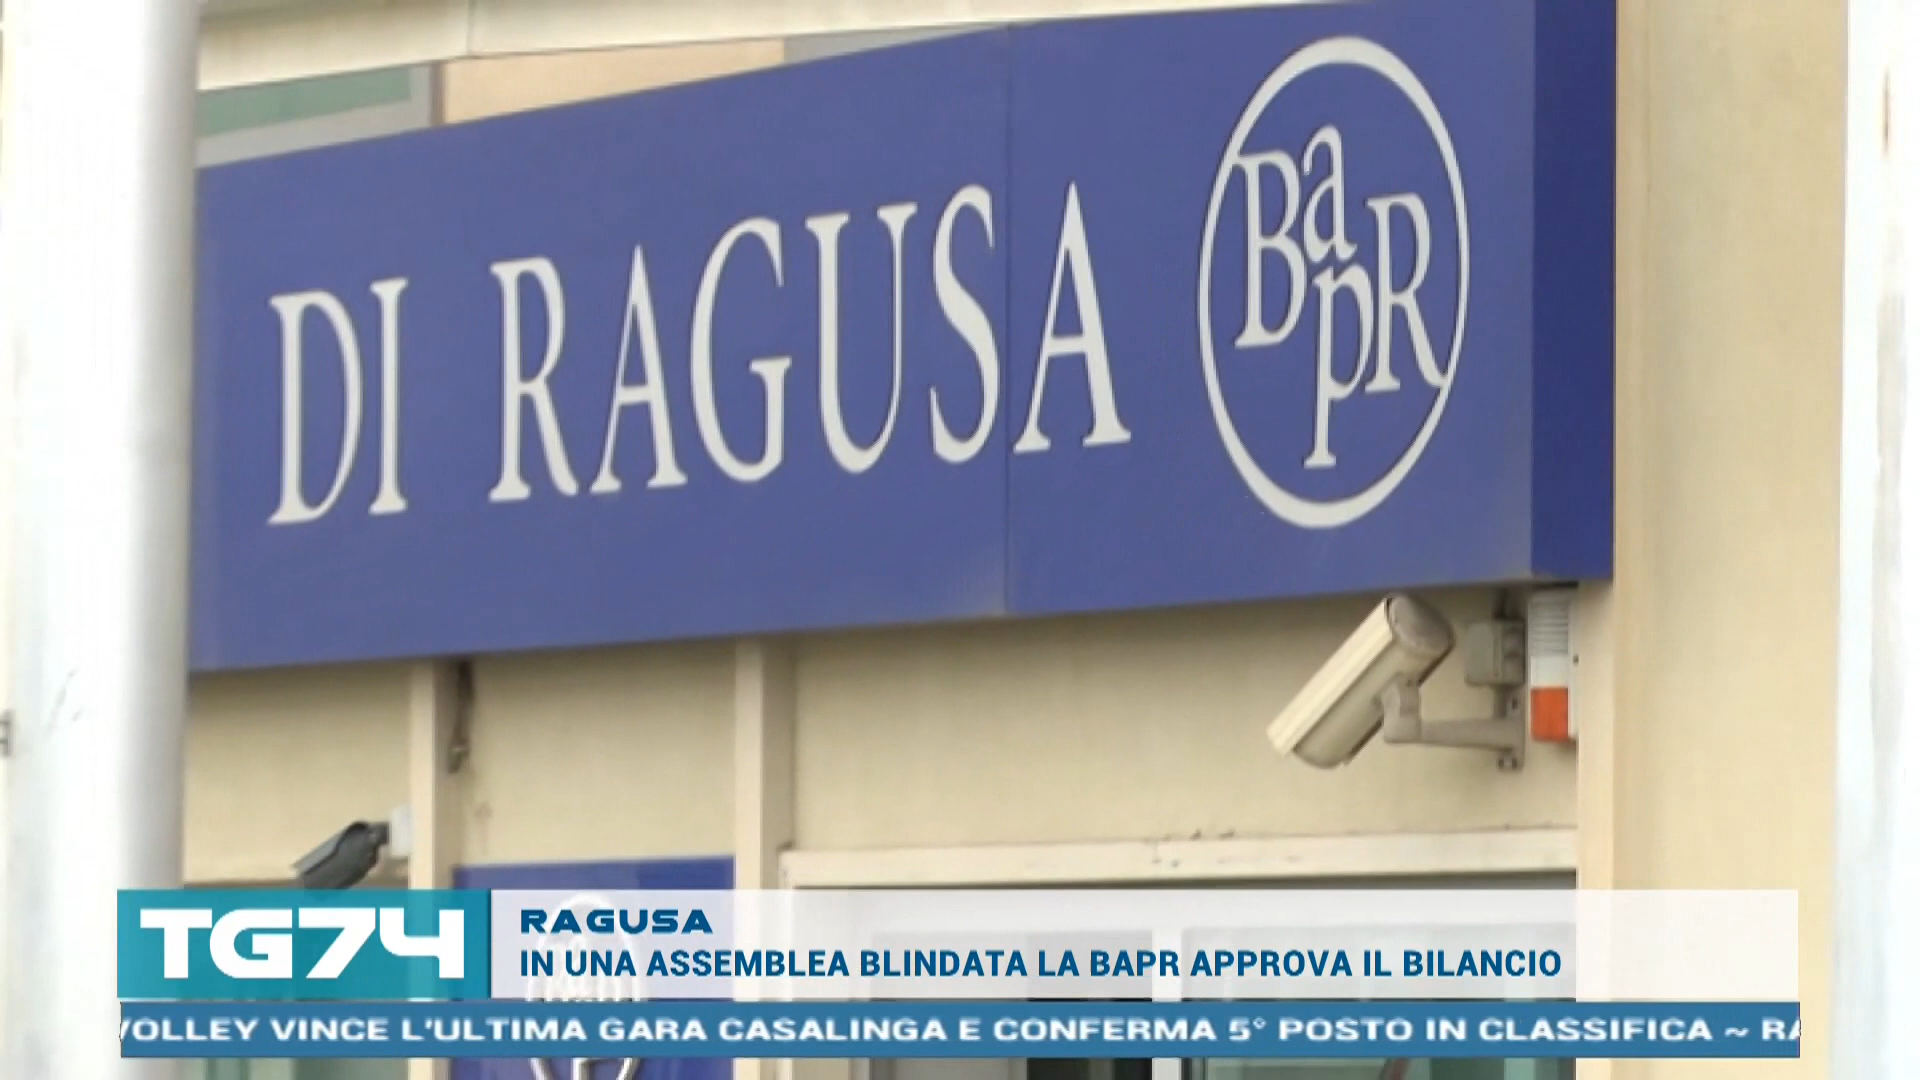 DI RAGUSA BapR
TG74
RAGUSA
IN UNA ASSEMBLEA BLINDATA LA BAPR APPROVA IL BILANCIO
VOLLEY VINCE L'ULTIMA GARA CASALINGA E CONFERMA 5° POSTO IN CLASSIFICA ~ RA